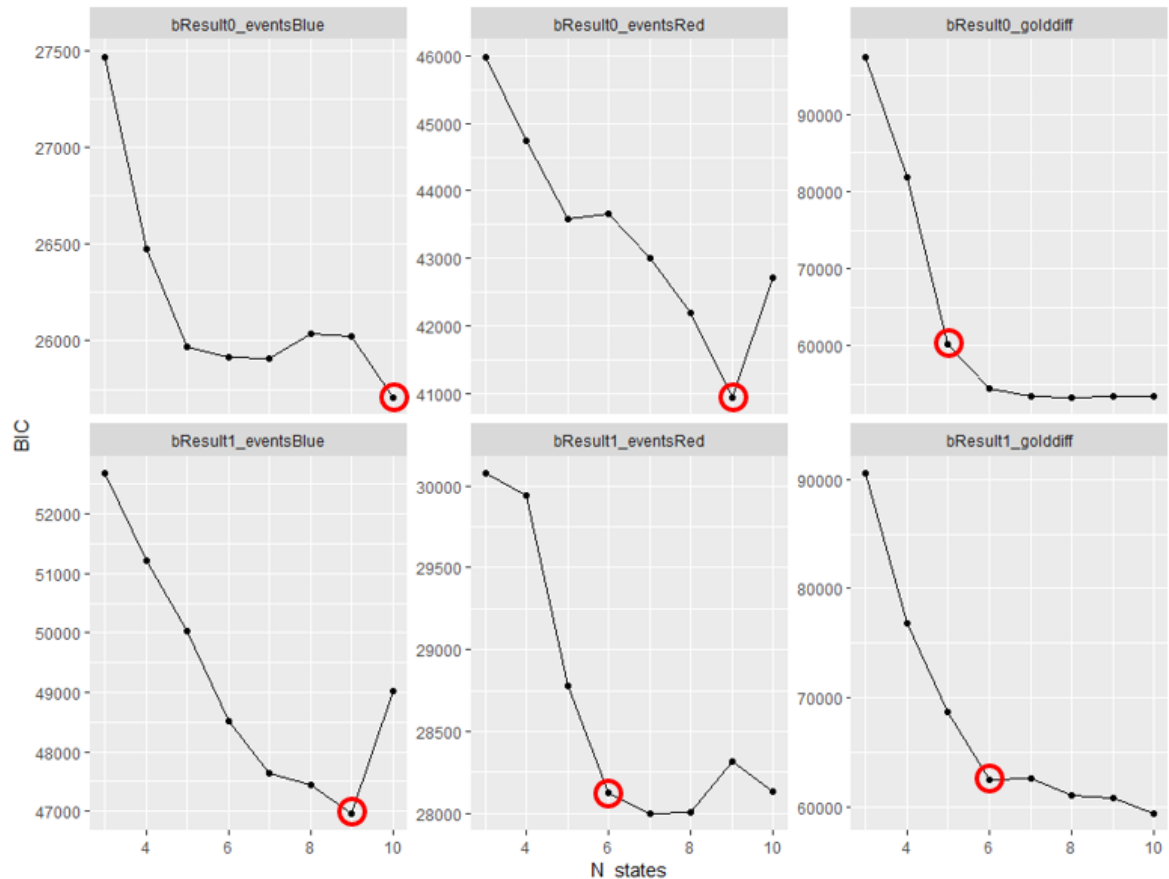 bResult0_eventsBlue
bResult0_eventsRed
bResult0_golddiff
27500
27000
26500
26000
46000
45000
44000
43000
42000
41000
90000
80000
70000
60000
BIC
bResult1_eventsBlue
bResult1_eventsRed
bResult1_golddiff
52000
51000
50000
49000
48000
47000
30000
29500
29000
28500
28000
90000
80000
70000
60000
4 6 8 10
4 6 8 10
4 6 8 10
N_states